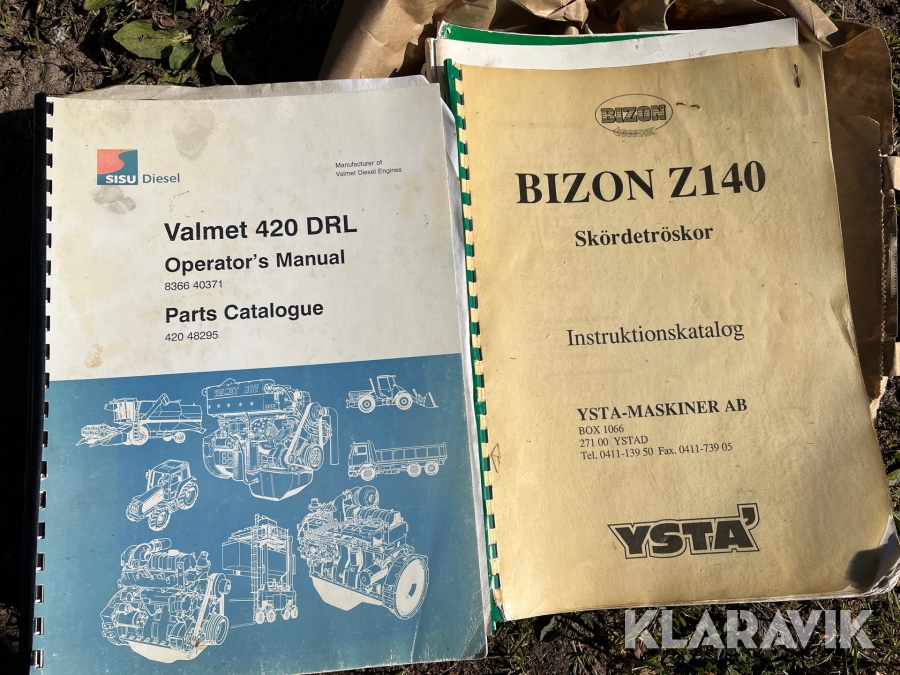 SISU Diesel
Manufacturer of
Valmet Diesel Engines
Valmet 420 DRL
Operator's Manual
8366 40371
Parts Catalogue
420 48295
BIZON
BIZON Z140
Skördetröskor
Instruktionskatalog
YSTA-MASKINER AB
BOX 1066
271 00 YSTAD
Tel. 0411-139 50 Fax. 0411-739 05
YSTA'
KLARAVIK